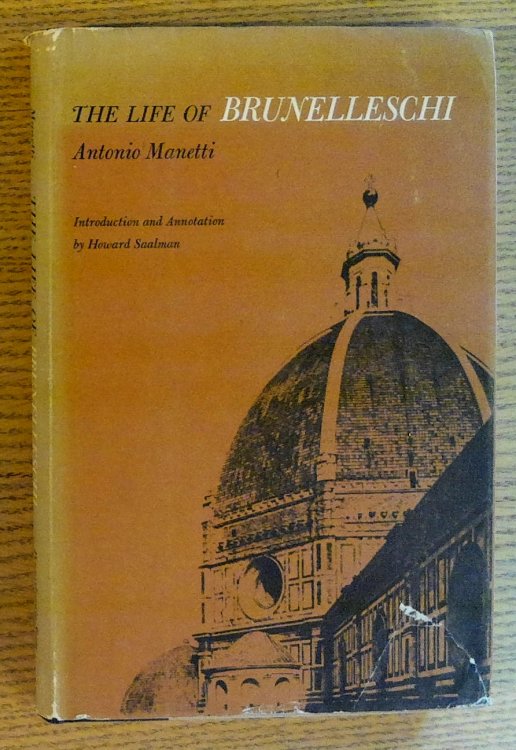 THE LIFE OF BRUNELLESCHI
Antonio Manetti
Introduction and Annotation
by Howard Saalman